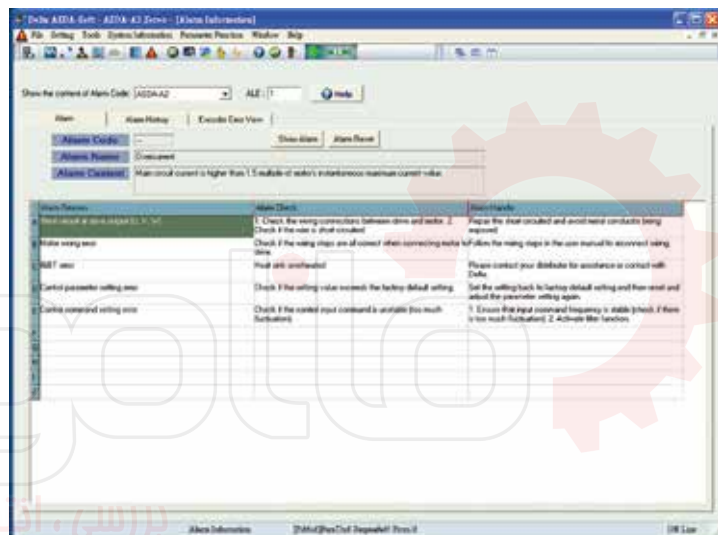 Delta ASDA-Soft - ASDA-A2 Servo - [Alarm Information]
File Setting Tools System Information Parameter Function Window Help
Show the content of Alarm Code: ASDA-A2 ALE: 1 Help
Alarm Alarm History Encoder Data View
Alarm Code -- Show Alarm Alarm Reset
Alarm Name Overcurrent
Alarm Content Main circuit current is higher than 1.5 multiple of motor's instantaneous maximum current value.
Alarm Reasons Alarm Check Alarm Handle
Short circuit at drive output (U, V, W) 1. Check the wiring connections between drive and motor. 2. Check if the wire is short circuited Repair the short circuited and avoid metal conductor being exposed
Motor wiring error Check if the wiring steps are all correct when connecting motor to drive. Follow the wiring steps in the user manual to reconnect wiring.
IGBT error Heat sink overheated Please contact your distributor for assistance or contact with Delta.
Control parameter setting error Check if the setting value exceeds the factory default setting. Set the setting back to factory default setting and then reset and adjust the parameter setting again.
Control command setting error Check if the control input command is unstable (too much fluctuation) 1. Ensure that input command frequency is stable (check if there is too much fluctuation) 2. Activate filter function.
Alarm Information Off Line